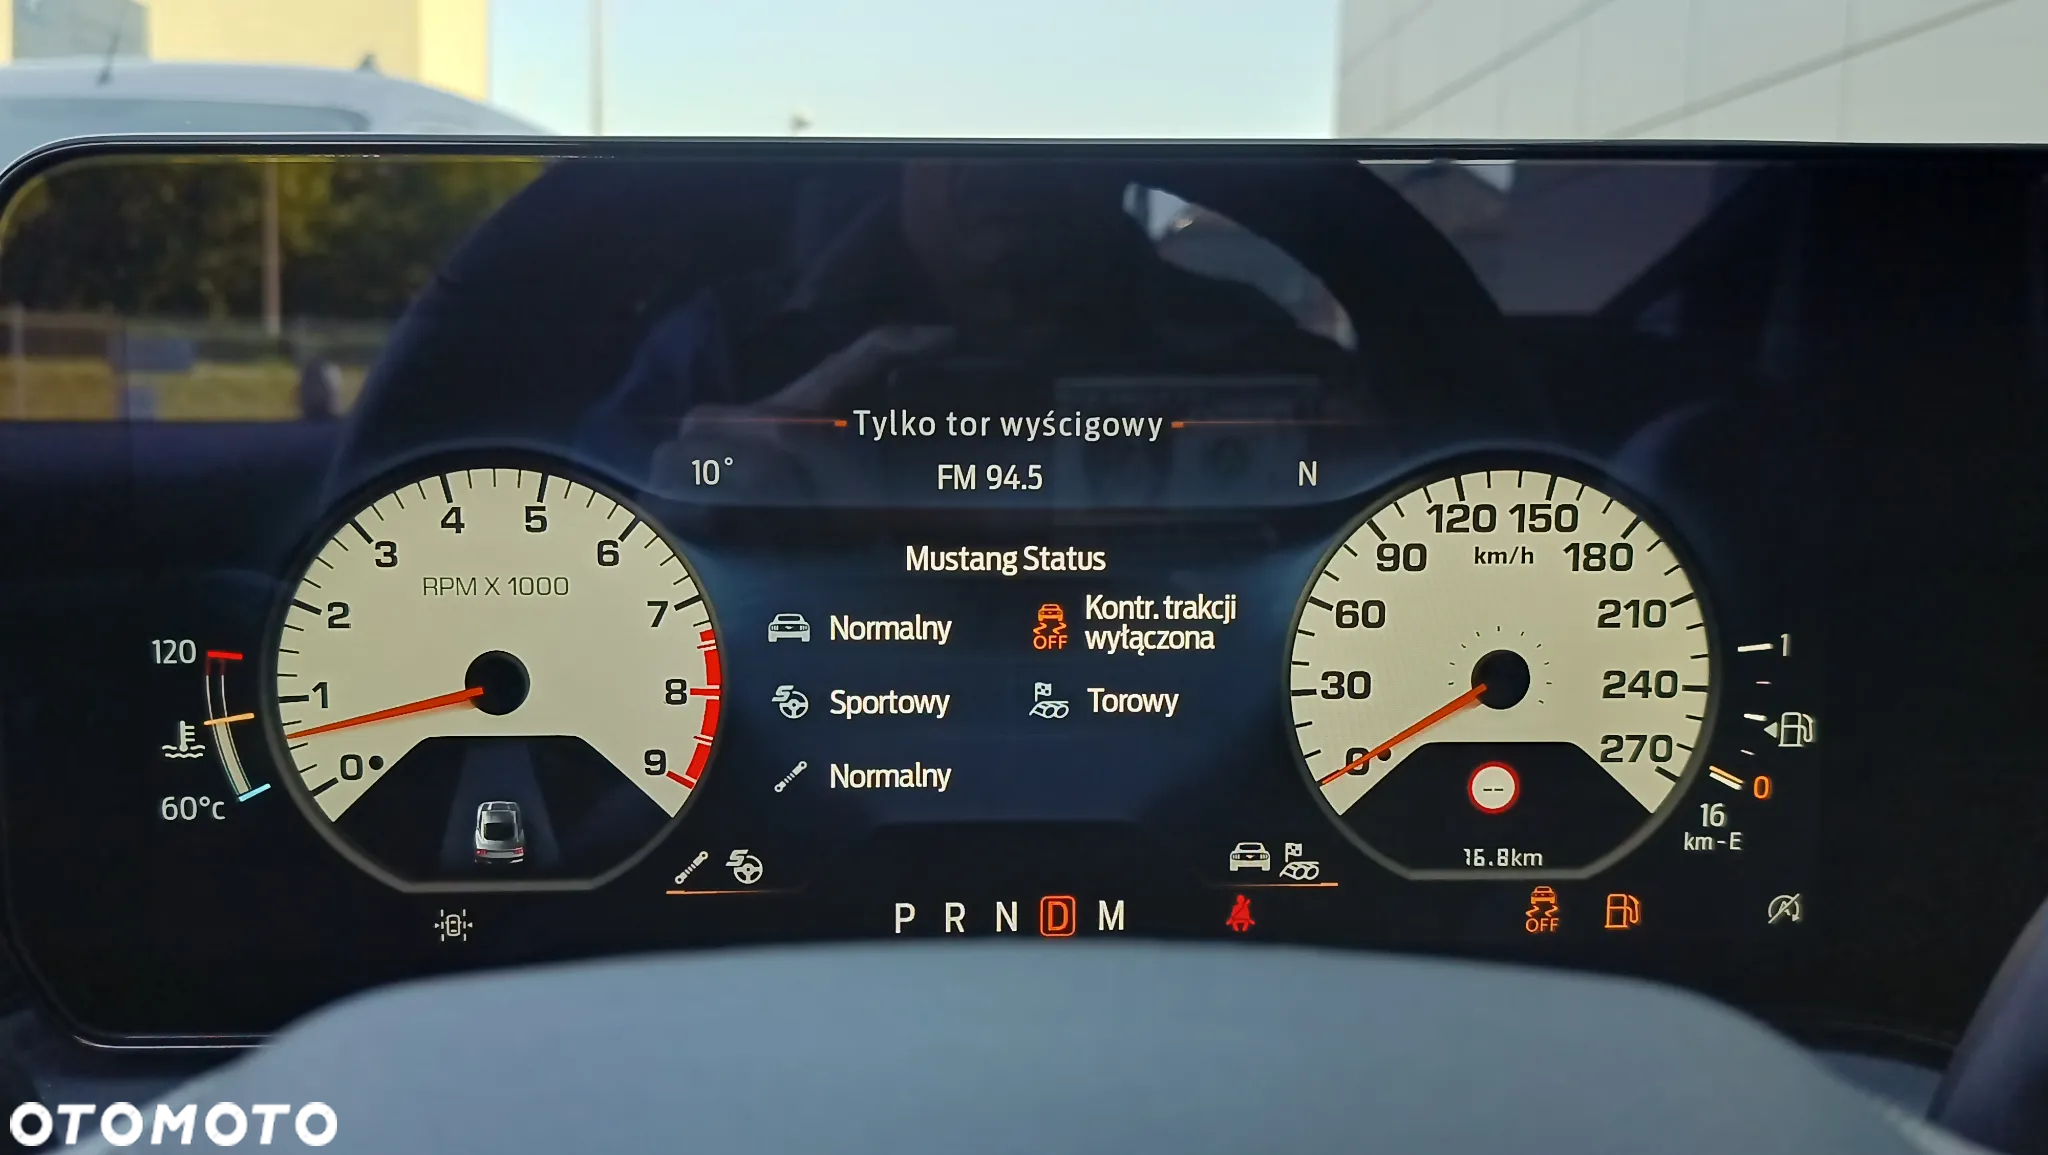 Tylko tor wyścigowy
10° FM 94.5 N
Mustang Status
Normalny
Kontr. trakcji
wyłączona
OFF
Sportowy
Torowy
Normalny
0 1 2 3 4 5 6 7 8 9
RPM X 1000
120
60°c
0 30 60 90 120 150 180 210 240 270
km/h
--
16.8km
1
0
16
km-E
P R N D M
OFF
OTOMOTO